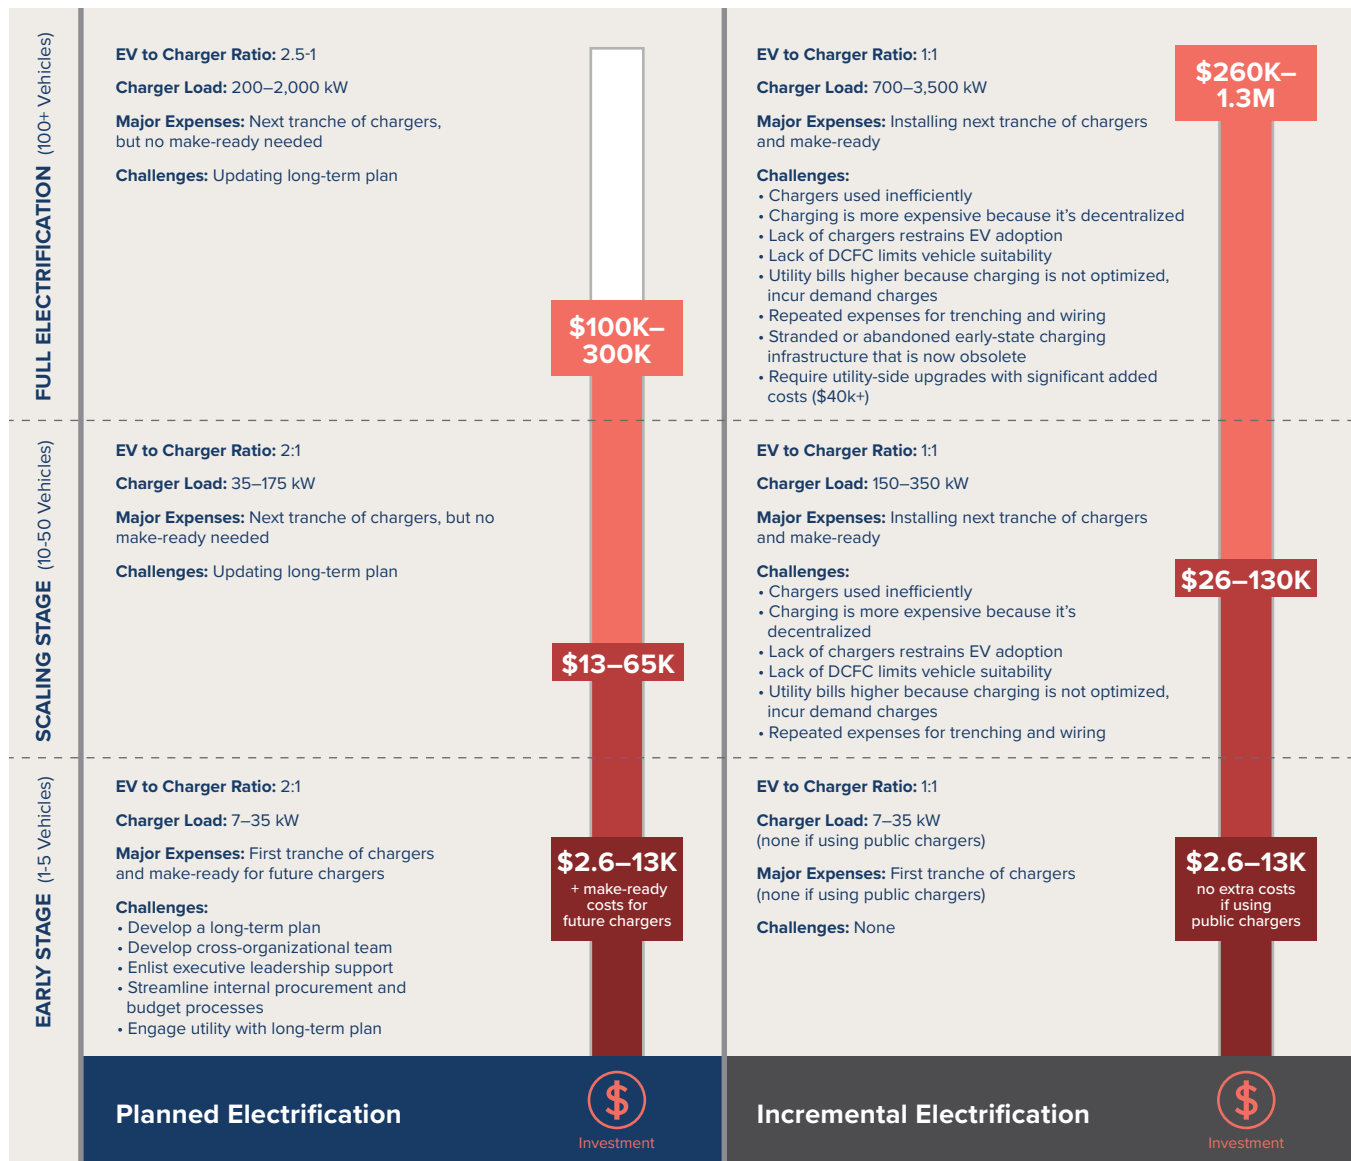 FULL ELECTRIFICATION (100+ Vehicles)
EV to Charger Ratio: 2.5-1
Charger Load: 200–2,000 kW
Major Expenses: Next tranche of chargers,
but no make-ready needed
Challenges: Updating long-term plan
$100K–
300K
EV to Charger Ratio: 1:1
Charger Load: 700–3,500 kW
Major Expenses: Installing next tranche of chargers
and make-ready
Challenges:
• Chargers used inefficiently
• Charging is more expensive because it’s decentralized
• Lack of chargers restrains EV adoption
• Lack of DCFC limits vehicle suitability
• Utility bills higher because charging is not optimized,
incur demand charges
• Repeated expenses for trenching and wiring
• Stranded or abandoned early-state charging
infrastructure that is now obsolete
• Require utility-side upgrades with significant added
costs ($40k+)
$260K–
1.3M
SCALING STAGE (10-50 Vehicles)
EV to Charger Ratio: 2:1
Charger Load: 35–175 kW
Major Expenses: Next tranche of chargers, but no
make-ready needed
Challenges: Updating long-term plan
$13–65K
EV to Charger Ratio: 1:1
Charger Load: 150–350 kW
Major Expenses: Installing next tranche of chargers
and make-ready
Challenges:
• Chargers used inefficiently
• Charging is more expensive because it’s
decentralized
• Lack of chargers restrains EV adoption
• Lack of DCFC limits vehicle suitability
• Utility bills higher because charging is not optimized,
incur demand charges
• Repeated expenses for trenching and wiring
$26–130K
EARLY STAGE (1-5 Vehicles)
EV to Charger Ratio: 2:1
Charger Load: 7–35 kW
Major Expenses: First tranche of chargers
and make-ready for future chargers
Challenges:
• Develop a long-term plan
• Develop cross-organizational team
• Enlist executive leadership support
• Streamline internal procurement and
budget processes
• Engage utility with long-term plan
$2.6–13K
+ make-ready
costs for
future chargers
EV to Charger Ratio: 1:1
Charger Load: 7–35 kW
(none if using public chargers)
Major Expenses: First tranche of chargers
(none if using public chargers)
Challenges: None
$2.6–13K
no extra costs
if using
public chargers
Planned Electrification
$
Investment
Incremental Electrification
$
Investment